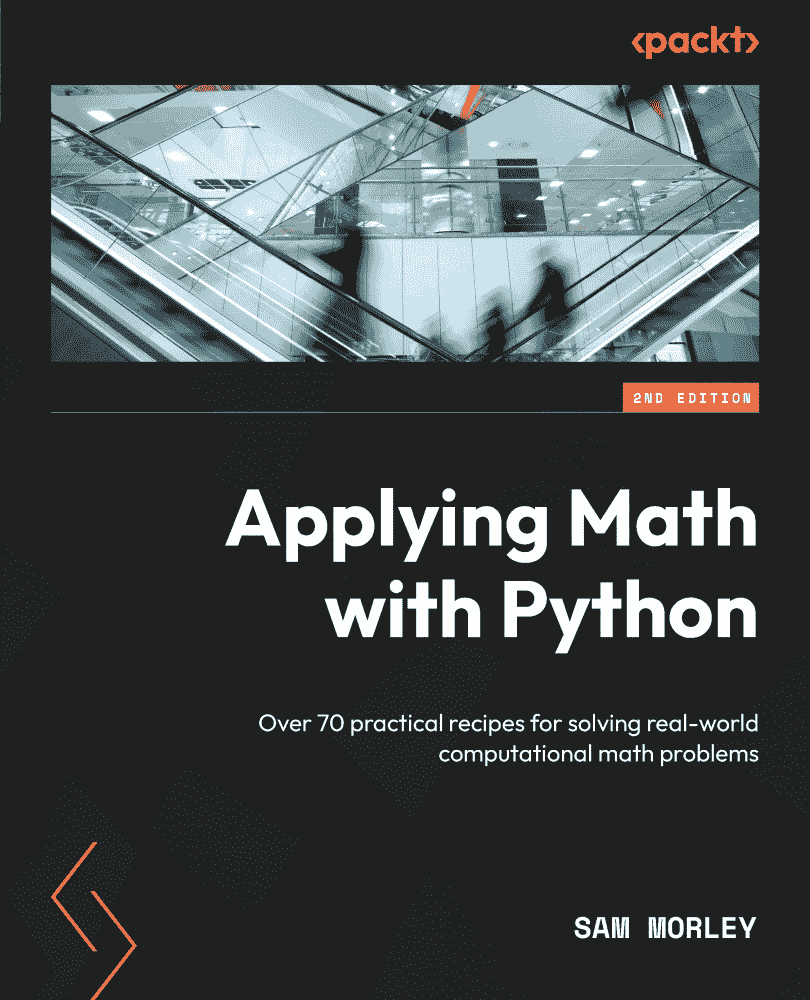 <packt>
2ND EDITION
Applying Math
with Python
Over 70 practical recipes for solving real-world
computational math problems
SAM MORLEY